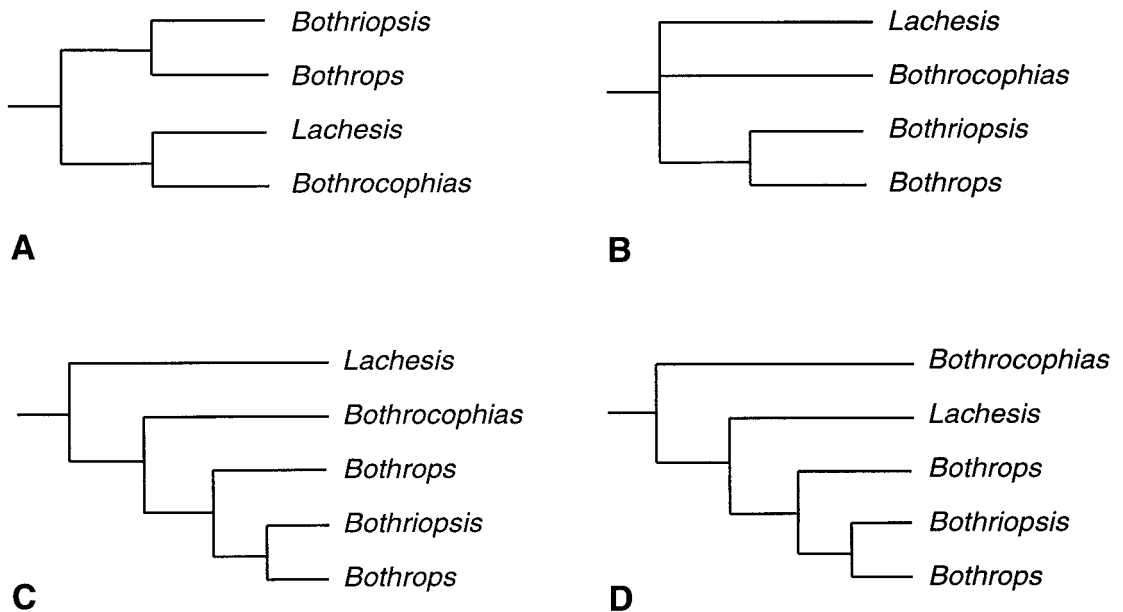 Bothriopsis
Bothrops
Lachesis
Bothrocophias
A
Lachesis
Bothrocophias
Bothriopsis
Bothrops
B
Lachesis
Bothrocophias
Bothrops
Bothriopsis
Bothrops
C
Bothrocophias
Lachesis
Bothrops
Bothriopsis
Bothrops
D